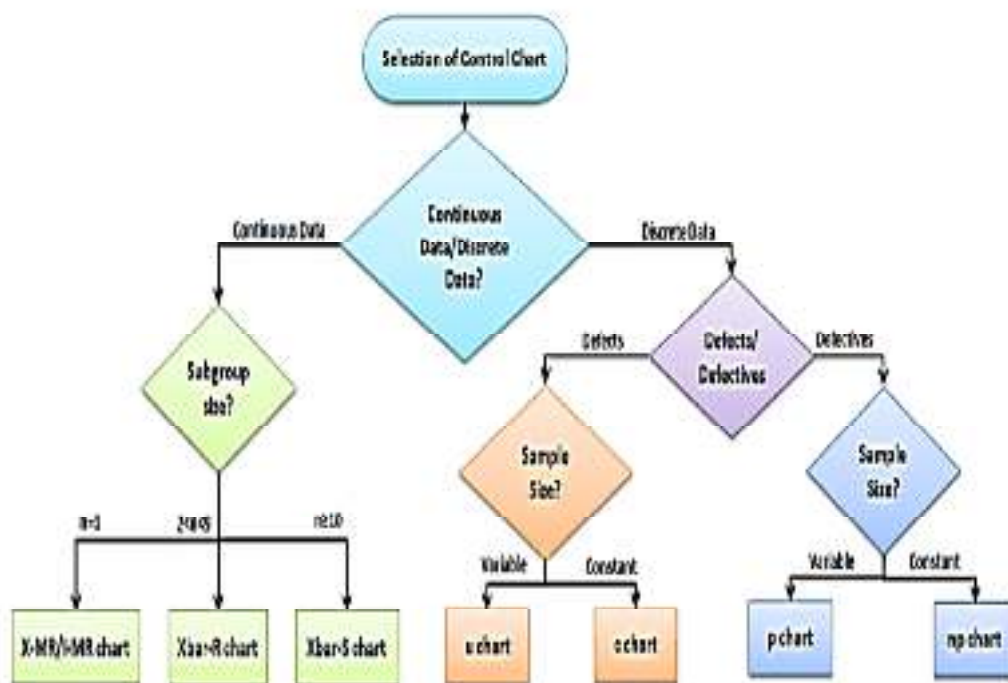 Selection of Control Chart
Continuous
Data/Discrete
Data?
Continuous Data
Discrete Data
Subgroup
size?
Defects/
Defectives
Defects
Defectives
Sample
Size?
Sample
Size?
n=1
n≥10
Variable
Constant
Variable
Constant
X-MR/I-MR chart
Xbar-R chart
Xbar-S chart
u chart
c chart
p chart
np chart